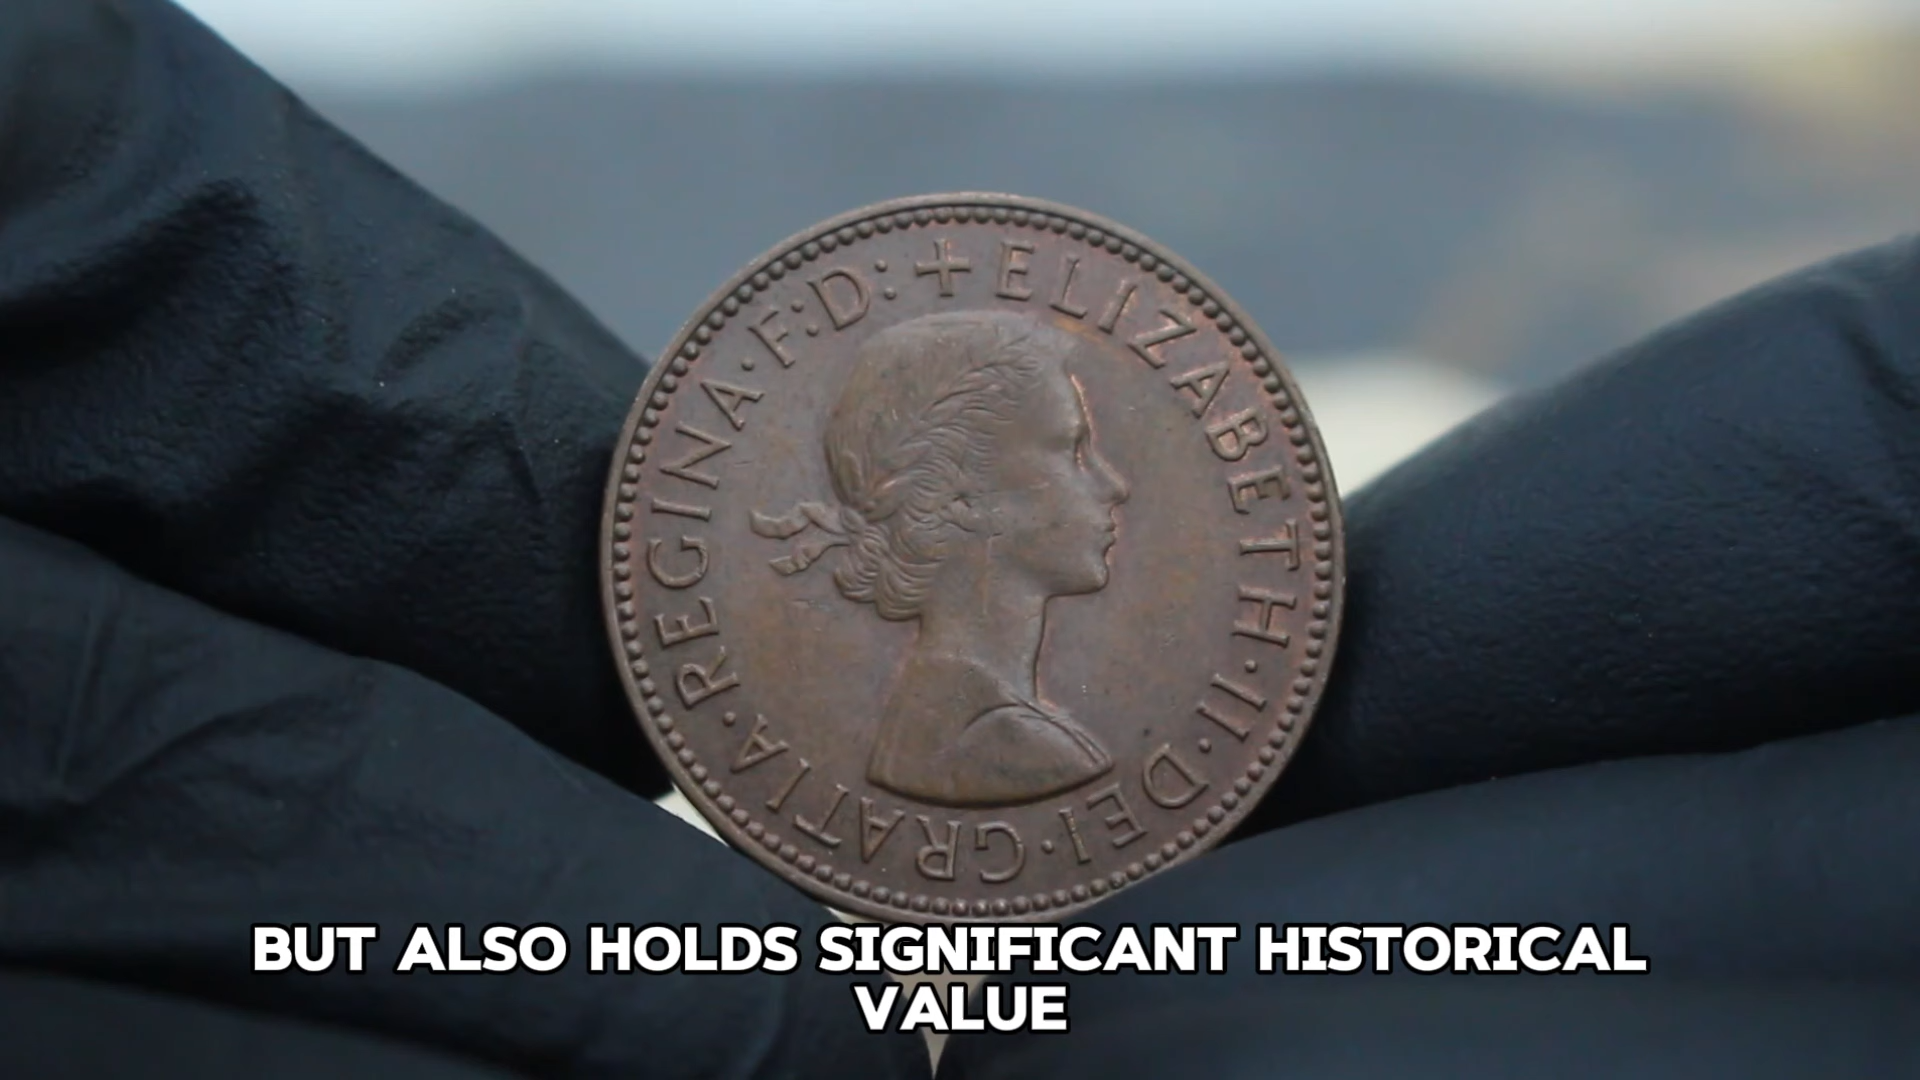 +ELIZABETH·II·DEI·GRATIA·REGINA·F:D:
BUT ALSO HOLDS SIGNIFICANT HISTORICAL
VALUE